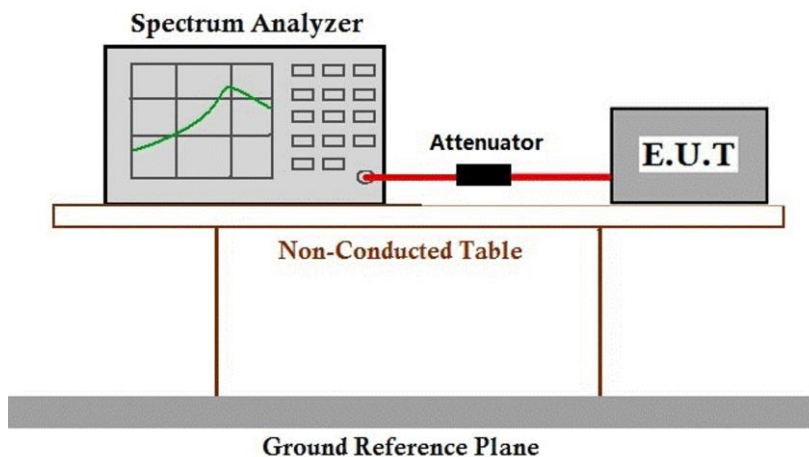 Spectrum Analyzer
Attenuator
E.U.T
Non-Conducted Table
Ground Reference Plane